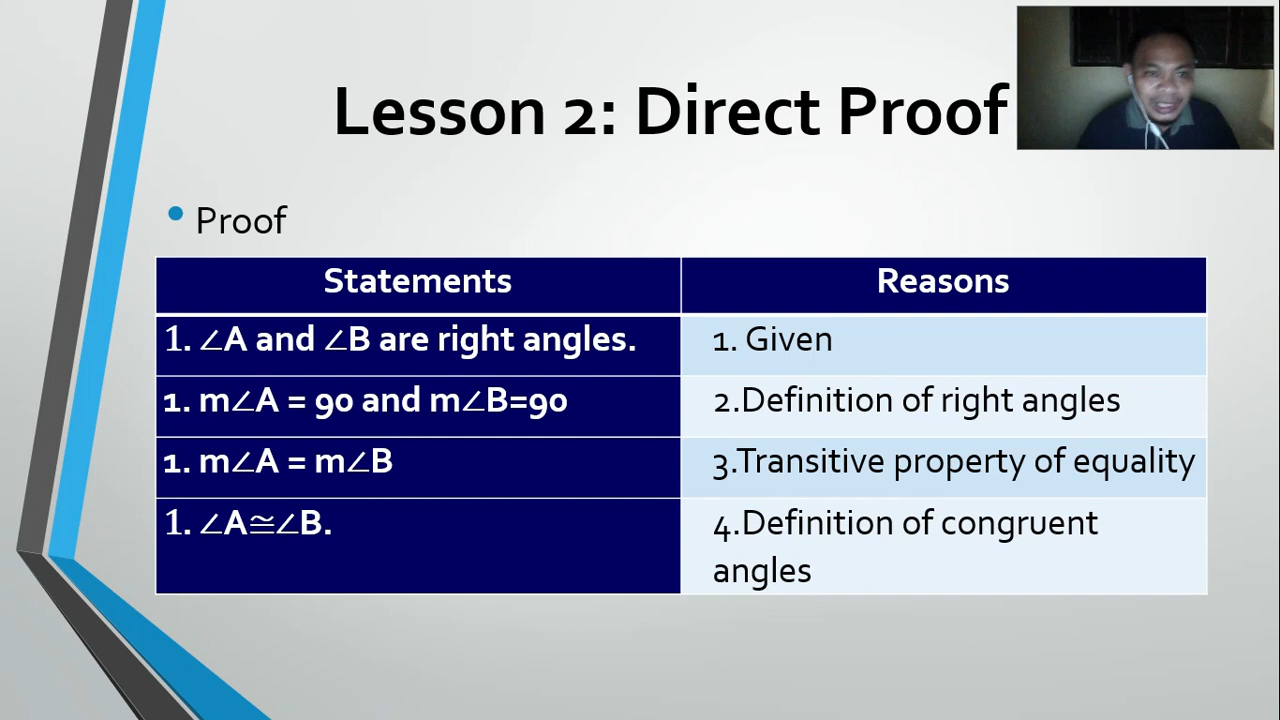 Lesson 2: Direct Proof
• Proof
Statements
Reasons
1. ∠A and ∠B are right angles.
1. Given
1. m∠A = 90 and m∠B=90
2.Definition of right angles
1. m∠A = m∠B
3.Transitive property of equality
1. ∠A≅∠B.
4.Definition of congruent
angles